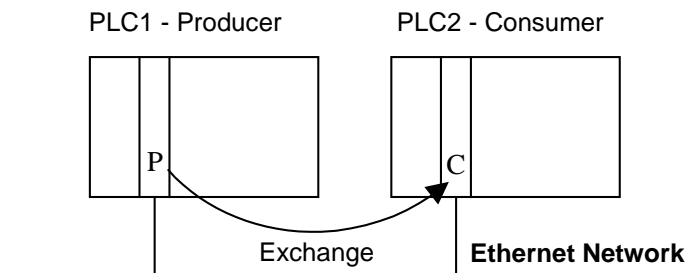 PLC1 - Producer
PLC2 - Consumer
P
C
Exchange
Ethernet Network